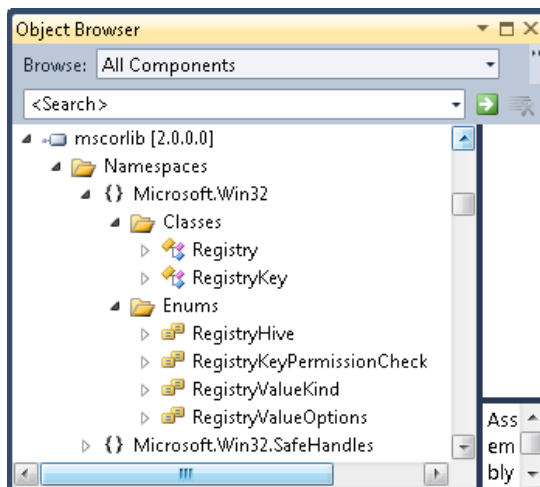 Object Browser
Browse: All Components
<Search>
mscorlib [2.0.0.0]
Namespaces
{} Microsoft.Win32
Classes
Registry
RegistryKey
Enums
RegistryHive
RegistryKeyPermissionCheck
RegistryValueKind
RegistryValueOptions
{} Microsoft.Win32.SafeHandles
Ass
em
bly